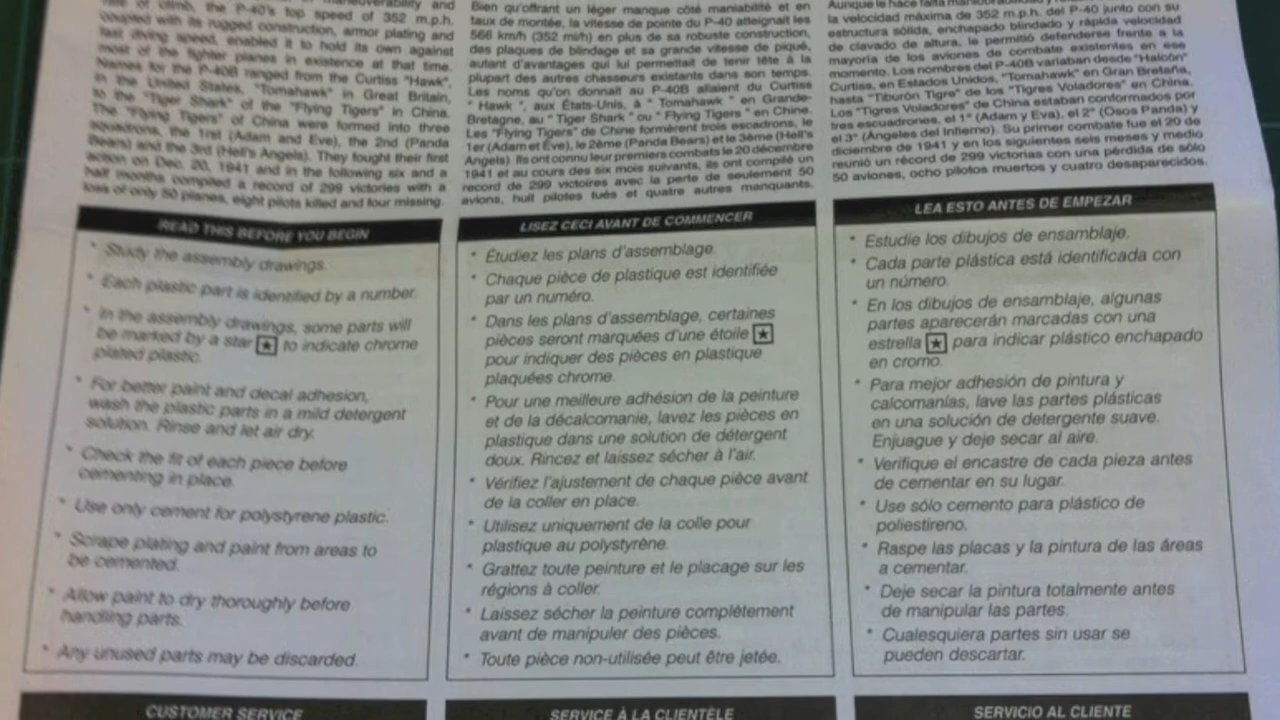 coupled with its rugged construction, armor plating and
fast diving speed, enabled it to hold its own against
most of the fighter planes in existence at that time.
Names for the P-40B ranged from the Curtiss "Hawk",
in the United States, "Tomahawk" in Great Britain,
to the "Tiger Shark" of the "Flying Tigers" in China.
The "Flying Tigers" of China were formed into three
squadrons, the 1rst (Adam and Eve), the 2nd (Panda
Bears) and the 3rd (Hell's Angels). They fought their first
action on Dec. 20, 1941 and in the following six and a
half months compiled a record of 299 victories with a
loss of only 50 planes, eight pilots killed and four missing.
READ THIS BEFORE YOU BEGIN
* Study the assembly drawings.
* Each plastic part is identified by a number.
* In the assembly drawings, some parts will
be marked by a star ★ to indicate chrome
plated plastic.
* For better paint and decal adhesion,
wash the plastic parts in a mild detergent
solution. Rinse and let air dry.
* Check the fit of each piece before
cementing in place.
* Use only cement for polystyrene plastic.
* Scrape plating and paint from areas to
be cemented.
* Allow paint to dry thoroughly before
handling parts.
* Any unused parts may be discarded.
CUSTOMER SERVICE
Bien qu'offrant un léger manque côté maniabilité et en
taux de montée, la vitesse de pointe du P-40 atteignait les
566 km/h (352 mi/h) en plus de sa robuste construction,
des plaques de blindage et sa grande vitesse de piqué,
autant d'avantages qui lui permettait de tenir tête à la
plupart des autres chasseurs existants dans son temps.
Les noms qu'on donnait au P-40B allaient du Curtiss
" Hawk ", aux États-Unis, à " Tomahawk " en Grande-
Bretagne, au " Tiger Shark " ou " Flying Tigers " en Chine.
Les "Flying Tigers" de Chine formèrent trois escadrons, le
1er (Adam et Ève), le 2ème (Panda Bears) et le 3ème (Hell's
Angels). Ils ont connu leur premiers combats le 20 décembre
1941 et au cours des six mois suivants, ils ont compilé un
record de 299 victoires avec la perte de seulement 50
avions, huit pilotes tués et quatre autres manquants.
LISEZ CECI AVANT DE COMMENCER
* Étudiez les plans d'assemblage.
* Chaque pièce de plastique est identifiée
par un numéro.
* Dans les plans d'assemblage, certaines
pièces seront marquées d'une étoile ★
pour indiquer des pièces en plastique
plaquées chrome.
* Pour une meilleure adhésion de la peinture
et de la décalcomanie, lavez les pièces en
plastique dans une solution de détergent
doux. Rincez et laissez sécher à l'air.
* Vérifiez l'ajustement de chaque pièce avant
de la coller en place.
* Utilisez uniquement de la colle pour
plastique au polystyrène.
* Grattez toute peinture et le placage sur les
régions à coller.
* Laissez sécher la peinture complètement
avant de manipuler des pièces.
* Toute pièce non-utilisée peut être jetée.
SERVICE À LA CLIENTÈLE
la velocidad máxima de 352 m.p.h. del P-40 junto con su
estructura sólida, enchapado blindado y rápida velocidad
de clavado de altura, le permitió defenderse frente a la
mayoría de los aviones de combate existentes en ese
momento. Los nombres del P-40B variaban desde "Halcón"
Curtiss, en Estados Unidos, "Tomahawk" en Gran Bretaña,
hasta "Tiburón Tigre" de los "Tigres Voladores" en China.
Los "Tigres Voladores" de China estaban conformados por
tres escuadrones, el 1° (Adam y Eva), el 2° (Osos Panda) y
el 3° (Ángeles del Infierno). Su primer combate fue el 20 de
diciembre de 1941 y en los siguientes seis meses y medio
reunió un récord de 299 victorias con una pérdida de sólo
50 aviones, ocho pilotos muertos y cuatro desaparecidos.
LEA ESTO ANTES DE EMPEZAR
* Estudie los dibujos de ensamblaje.
* Cada parte plástica está identificada con
un número.
* En los dibujos de ensamblaje, algunas
partes aparecerán marcadas con una
estrella ★ para indicar plástico enchapado
en cromo.
* Para mejor adhesión de pintura y
calcomanías, lave las partes plásticas
en una solución de detergente suave.
Enjuague y deje secar al aire.
* Verifique el encastre de cada pieza antes
de cementar en su lugar.
* Use sólo cemento para plástico de
poliestireno.
* Raspe las placas y la pintura de las áreas
a cementar.
* Deje secar la pintura totalmente antes
de manipular las partes.
* Cualesquiera partes sin usar se
pueden descartar.
SERVICIO AL CLIENTE